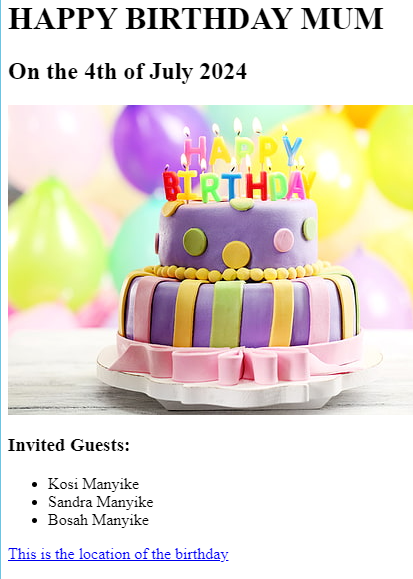 HAPPY BIRTHDAY MUM
On the 4th of July 2024
HAPPY
BIRTHDAY
Invited Guests:
Kosi Manyike
Sandra Manyike
Bosah Manyike
This is the location of the birthday